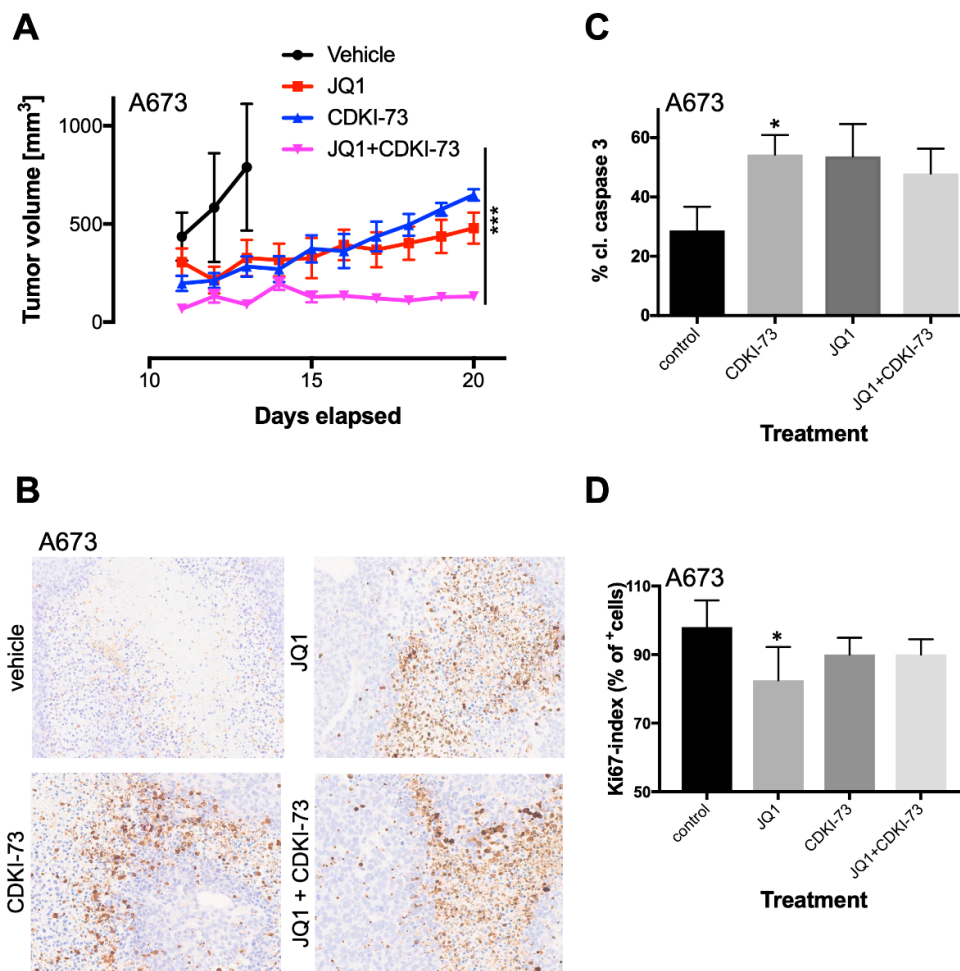 A
Vehicle
JQ1
CDKI-73
JQ1+CDKI-73
A673
Tumor volume [mm³]
1000
500
0
***
10
15
20
Days elapsed
B
A673
vehicle
JQ1
CDKI-73
JQ1 + CDKI-73
C
A673
% cl. caspase 3
60
40
20
0
*
control
CDKI-73
JQ1
JQ1+CDKI-73
Treatment
D
A673
Ki67-index (% of ⁺cells)
110
90
70
50
*
control
JQ1
CDKI-73
JQ1+CDKI-73
Treatment